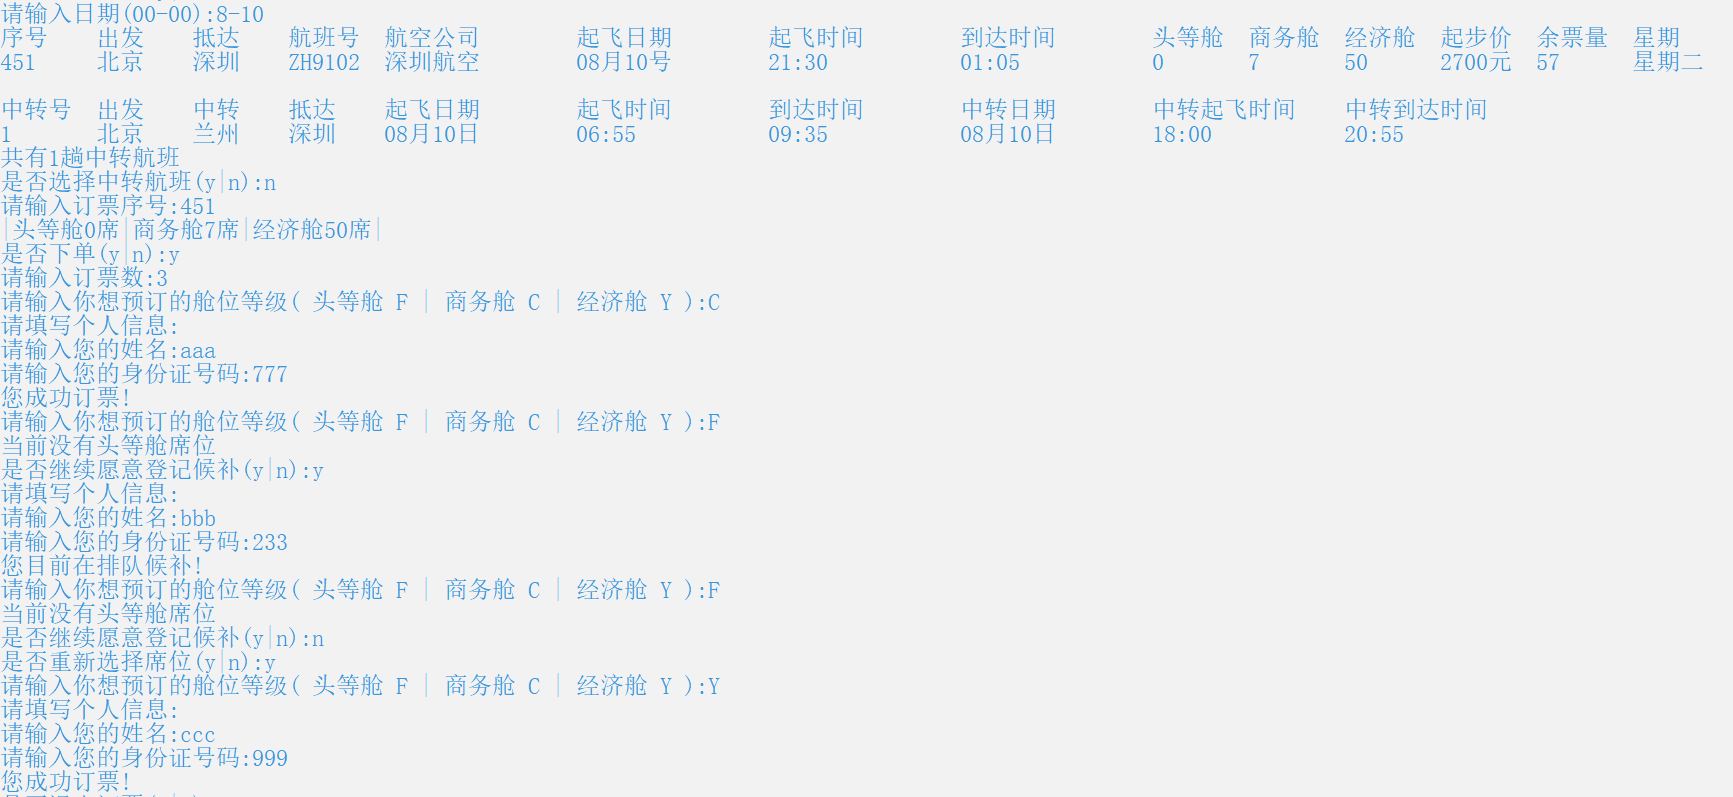 请输入日期(00-00):8-10
序号 出发 抵达 航班号 航空公司 起飞日期 起飞时间 到达时间 头等舱 商务舱 经济舱 起步价 余票量 星期
451 北京 深圳 ZH9102 深圳航空 08月10号 21:30 01:05 0 7 50 2700元 57 星期二
中转号 出发 中转 抵达 起飞日期 起飞时间 到达时间 中转日期 中转起飞时间 中转到达时间
1 北京 兰州 深圳 08月10日 06:55 09:35 08月10日 18:00 20:55
共有1趟中转航班
是否选择中转航班(y|n):n
请输入订票序号:451
|头等舱0席|商务舱7席|经济舱50席|
是否下单(y|n):y
请输入订票数:3
请输入你想预订的舱位等级( 头等舱 F | 商务舱 C | 经济舱 Y ):C
请填写个人信息:
请输入您的姓名:aaa
请输入您的身份证号码:777
您成功订票!
请输入你想预订的舱位等级( 头等舱 F | 商务舱 C | 经济舱 Y ):F
当前没有头等舱席位
是否继续愿意登记候补(y|n):y
请填写个人信息:
请输入您的姓名:bbb
请输入您的身份证号码:233
您目前在排队候补!
请输入你想预订的舱位等级( 头等舱 F | 商务舱 C | 经济舱 Y ):F
当前没有头等舱席位
是否继续愿意登记候补(y|n):n
是否重新选择席位(y|n):y
请输入你想预订的舱位等级( 头等舱 F | 商务舱 C | 经济舱 Y ):Y
请填写个人信息:
请输入您的姓名:ccc
请输入您的身份证号码:999
您成功订票!